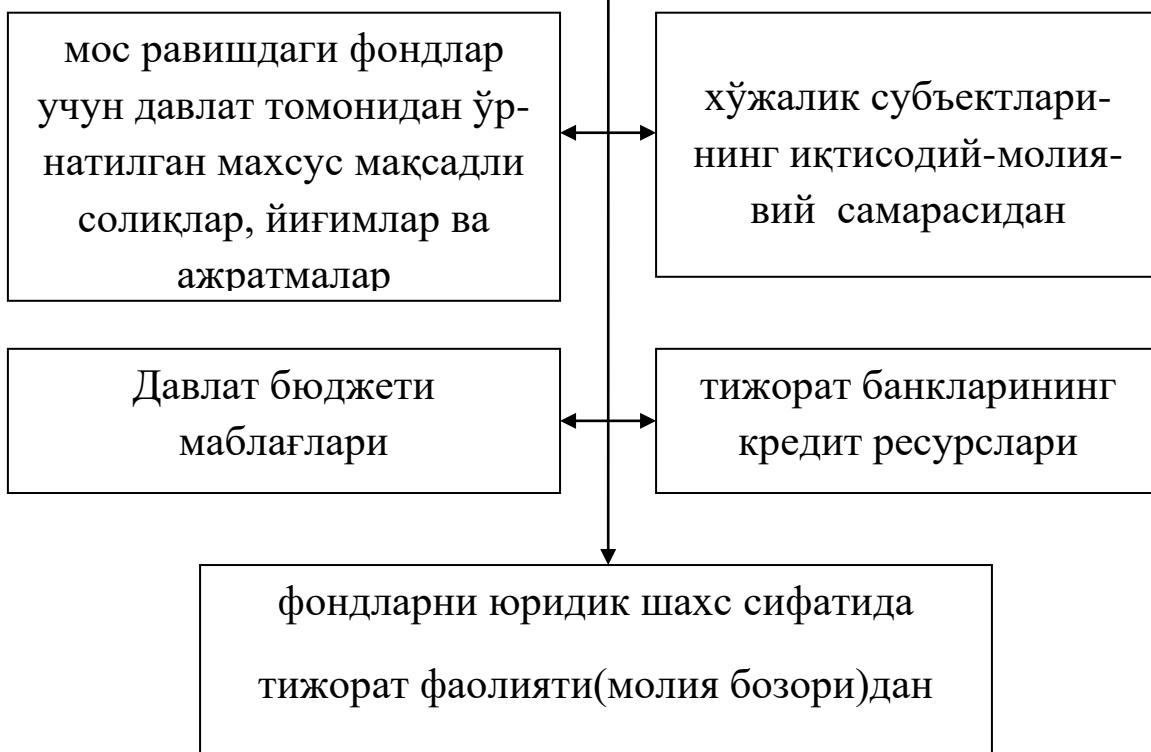 мос равишдаги фондлар
учун давлат томонидан ўр-
натилган махсус мақсадли
солиқлар, йиғимлар ва
ажратмалар
хўжалик субъектлари-
нинг иқтисодий-молия-
вий самарасидан
Давлат бюджети
маблағлари
тижорат банкларининг
кредит ресурслари
фондларни юридик шахс сифатида
тижорат фаолияти(молия бозори)дан